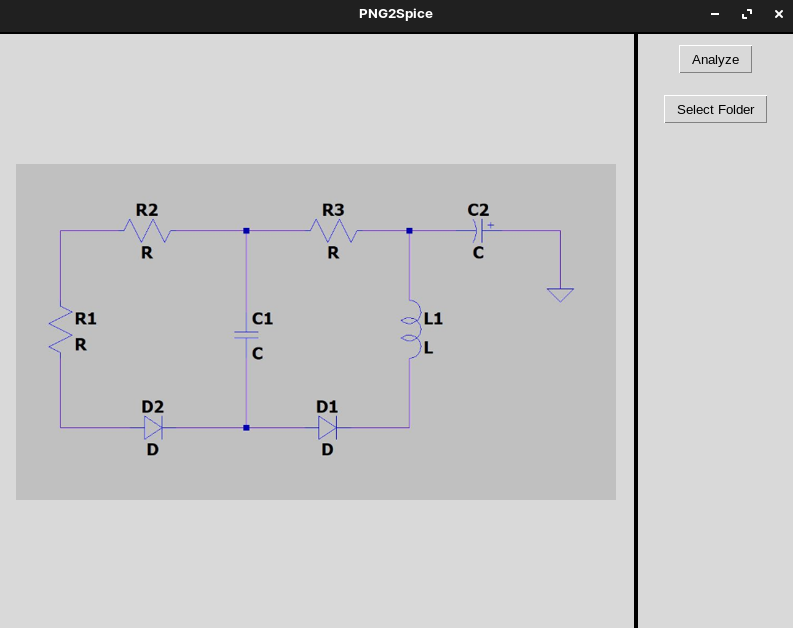 PNG2Spice
Analyze
Select Folder
R2
R
R3
R
C2
+
C
R1
R
C1
C
L1
L
D2
D
D1
D